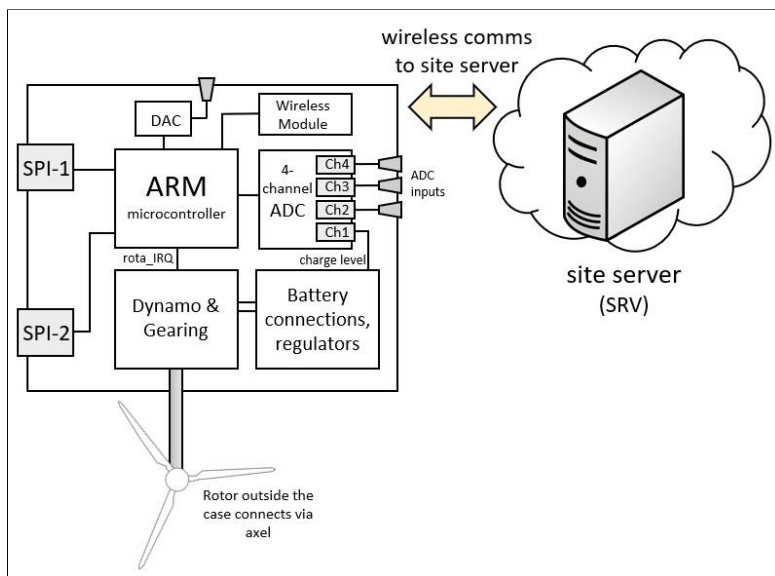 wireless comms
to site server
DAC
Wireless
Module
SPI-1
ARM
microcontroller
4-
channel
ADC
Ch4
Ch3
Ch2
Ch1
ADC
inputs
rota_IRQ
charge level
SPI-2
Dynamo &
Gearing
Battery
connections,
regulators
site server
(SRV)
Rotor outside the
case connects via
axel